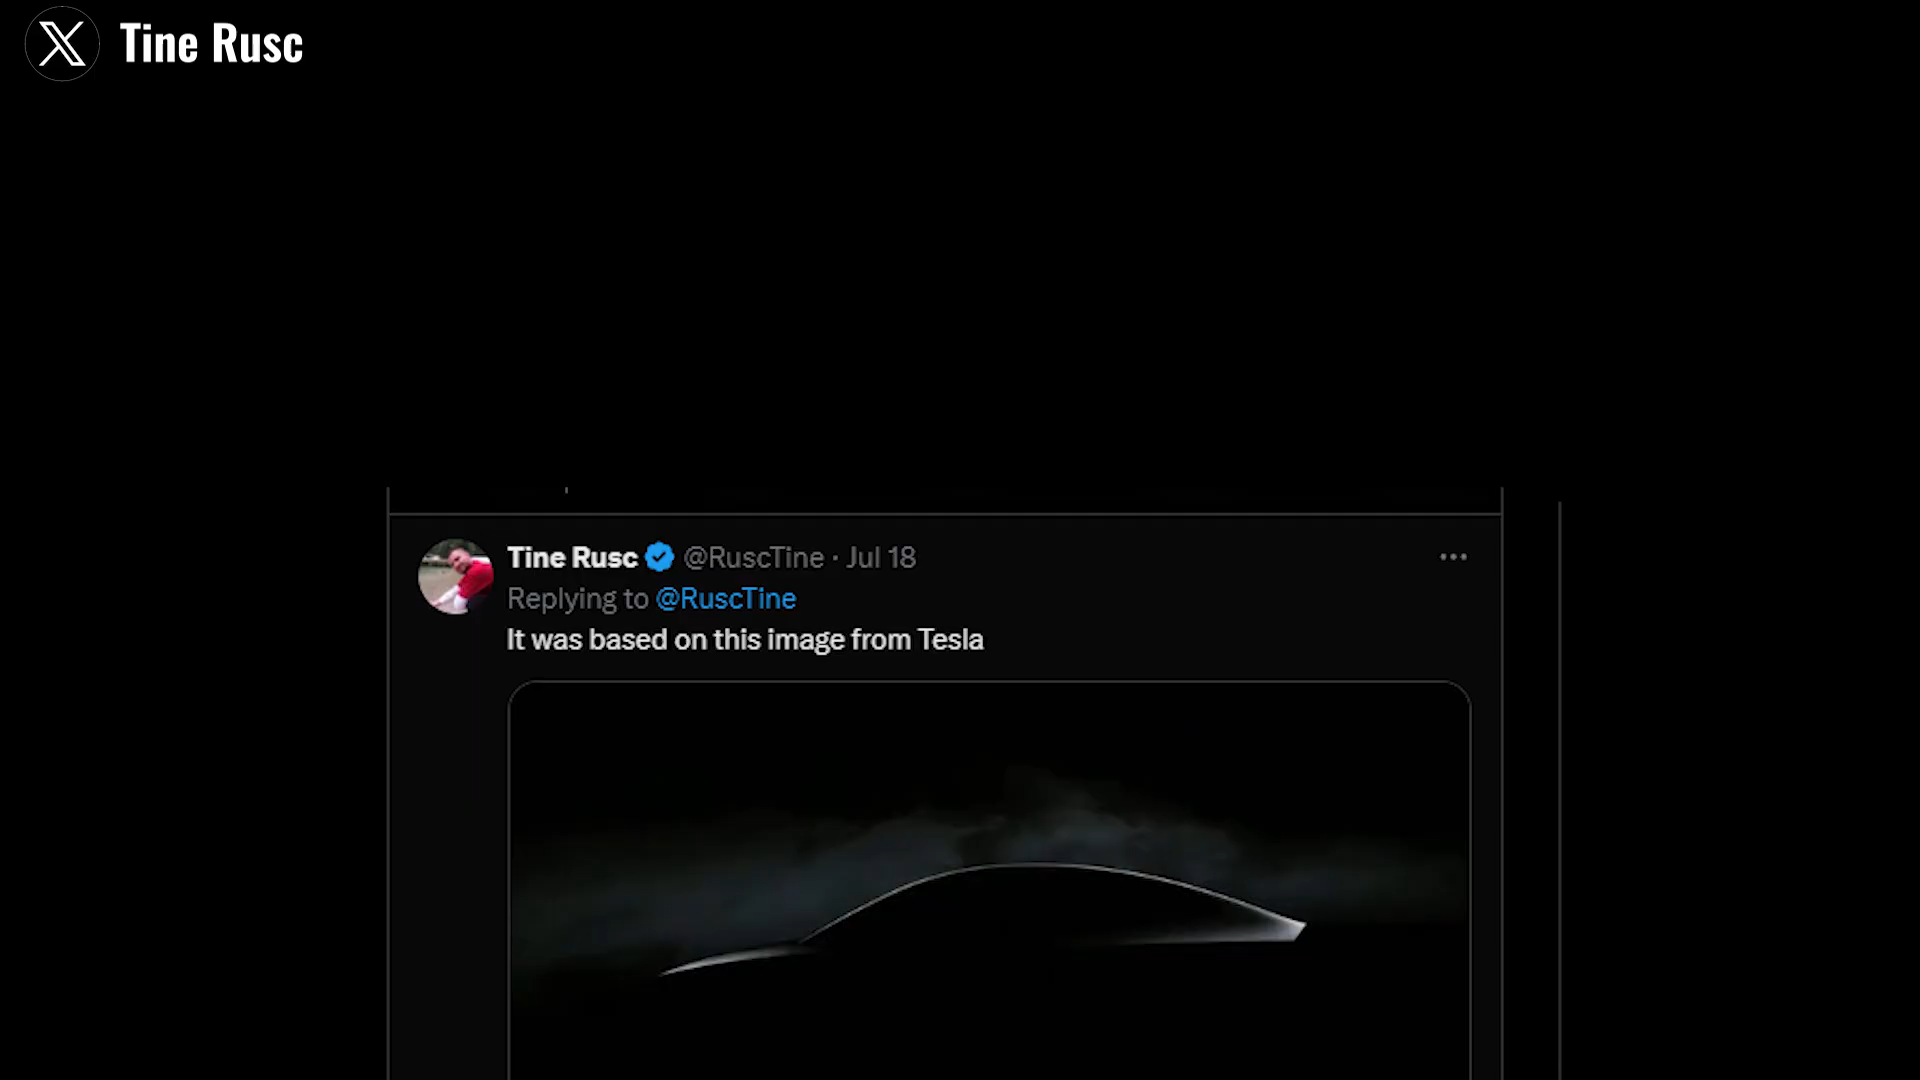 Tine Rusc
Tine Rusc @RuscTine · Jul 18
Replying to @RuscTine
It was based on this image from Tesla